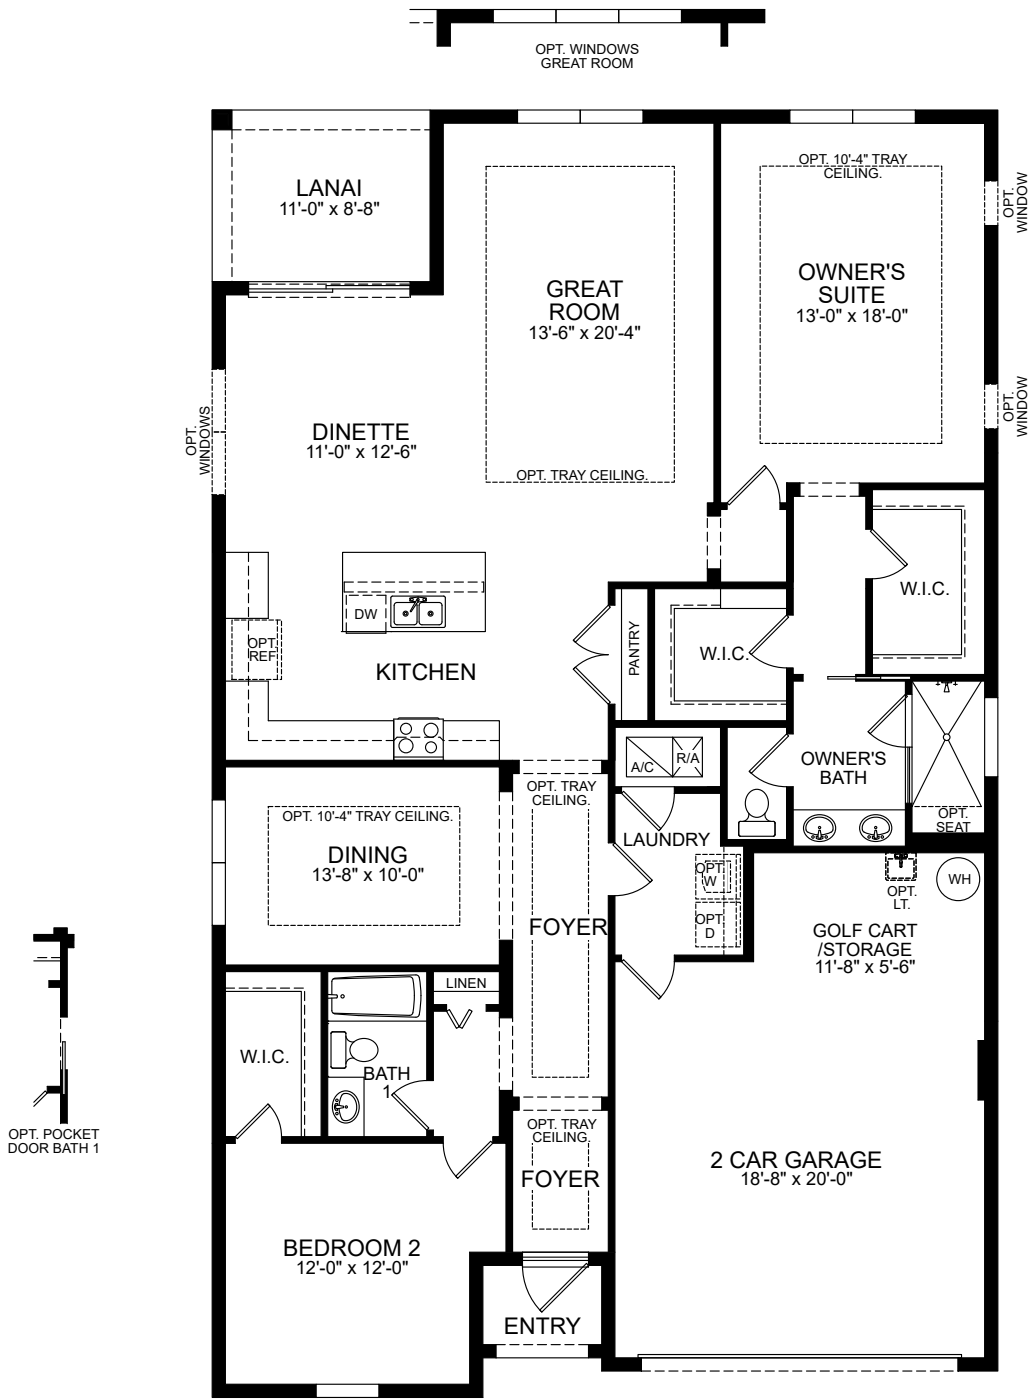 OPT. WINDOWS
GREAT ROOM
LANAI
11'-0" x 8'-8"
GREAT
ROOM
13'-6" x 20'-4"
OPT. TRAY CEILING.
OPT. 10'-4" TRAY
CEILING.
OWNER'S
SUITE
13'-0" x 18'-0"
OPT.
WINDOW
OPT.
WINDOW
OPT.
WINDOWS
DINETTE
11'-0" x 12'-6"
DW
OPT.
REF
KITCHEN
PANTRY
W.I.C.
W.I.C.
A/C
R/A
OWNER'S
BATH
OPT.
SEAT
OPT. TRAY
CEILING.
OPT. 10'-4" TRAY CEILING.
DINING
13'-8" x 10'-0"
LAUNDRY
OPT
W
OPT
D
OPT.
LT.
WH
FOYER
GOLF CART
/STORAGE
11'-8" x 5'-6"
LINEN
W.I.C.
BATH
1
OPT. POCKET
DOOR BATH 1
OPT. TRAY
CEILING.
FOYER
2 CAR GARAGE
18'-8" x 20'-0"
BEDROOM 2
12'-0" x 12'-0"
ENTRY